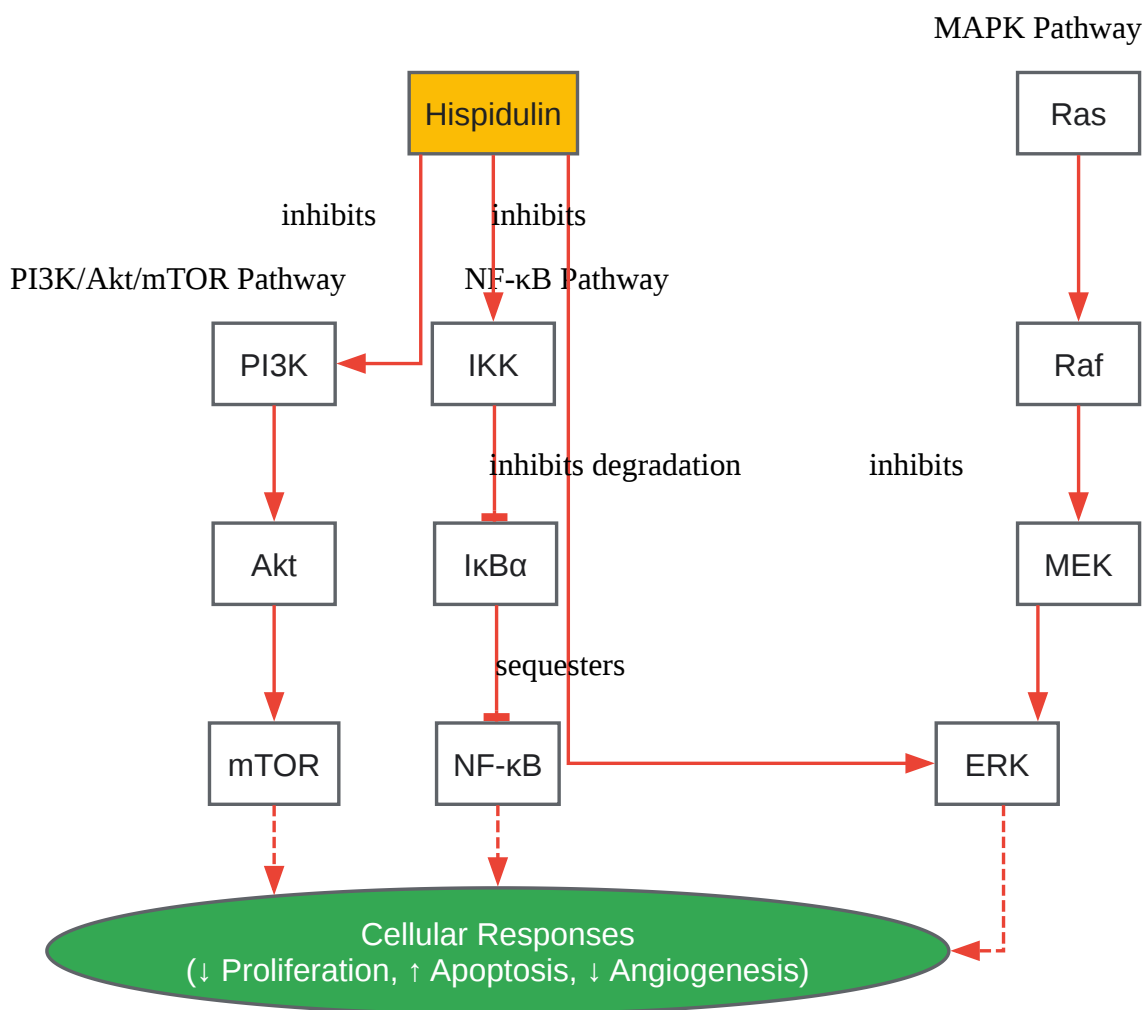 MAPK Pathway
Hispidulin
Ras
inhibits
inhibits
PI3K/Akt/mTOR Pathway
NF-κB Pathway
PI3K
IKK
Raf
inhibits degradation
inhibits
Akt
IκBα
MEK
sequesters
mTOR
NF-κB
ERK
Cellular Responses
(↓ Proliferation, ↑ Apoptosis, ↓ Angiogenesis)